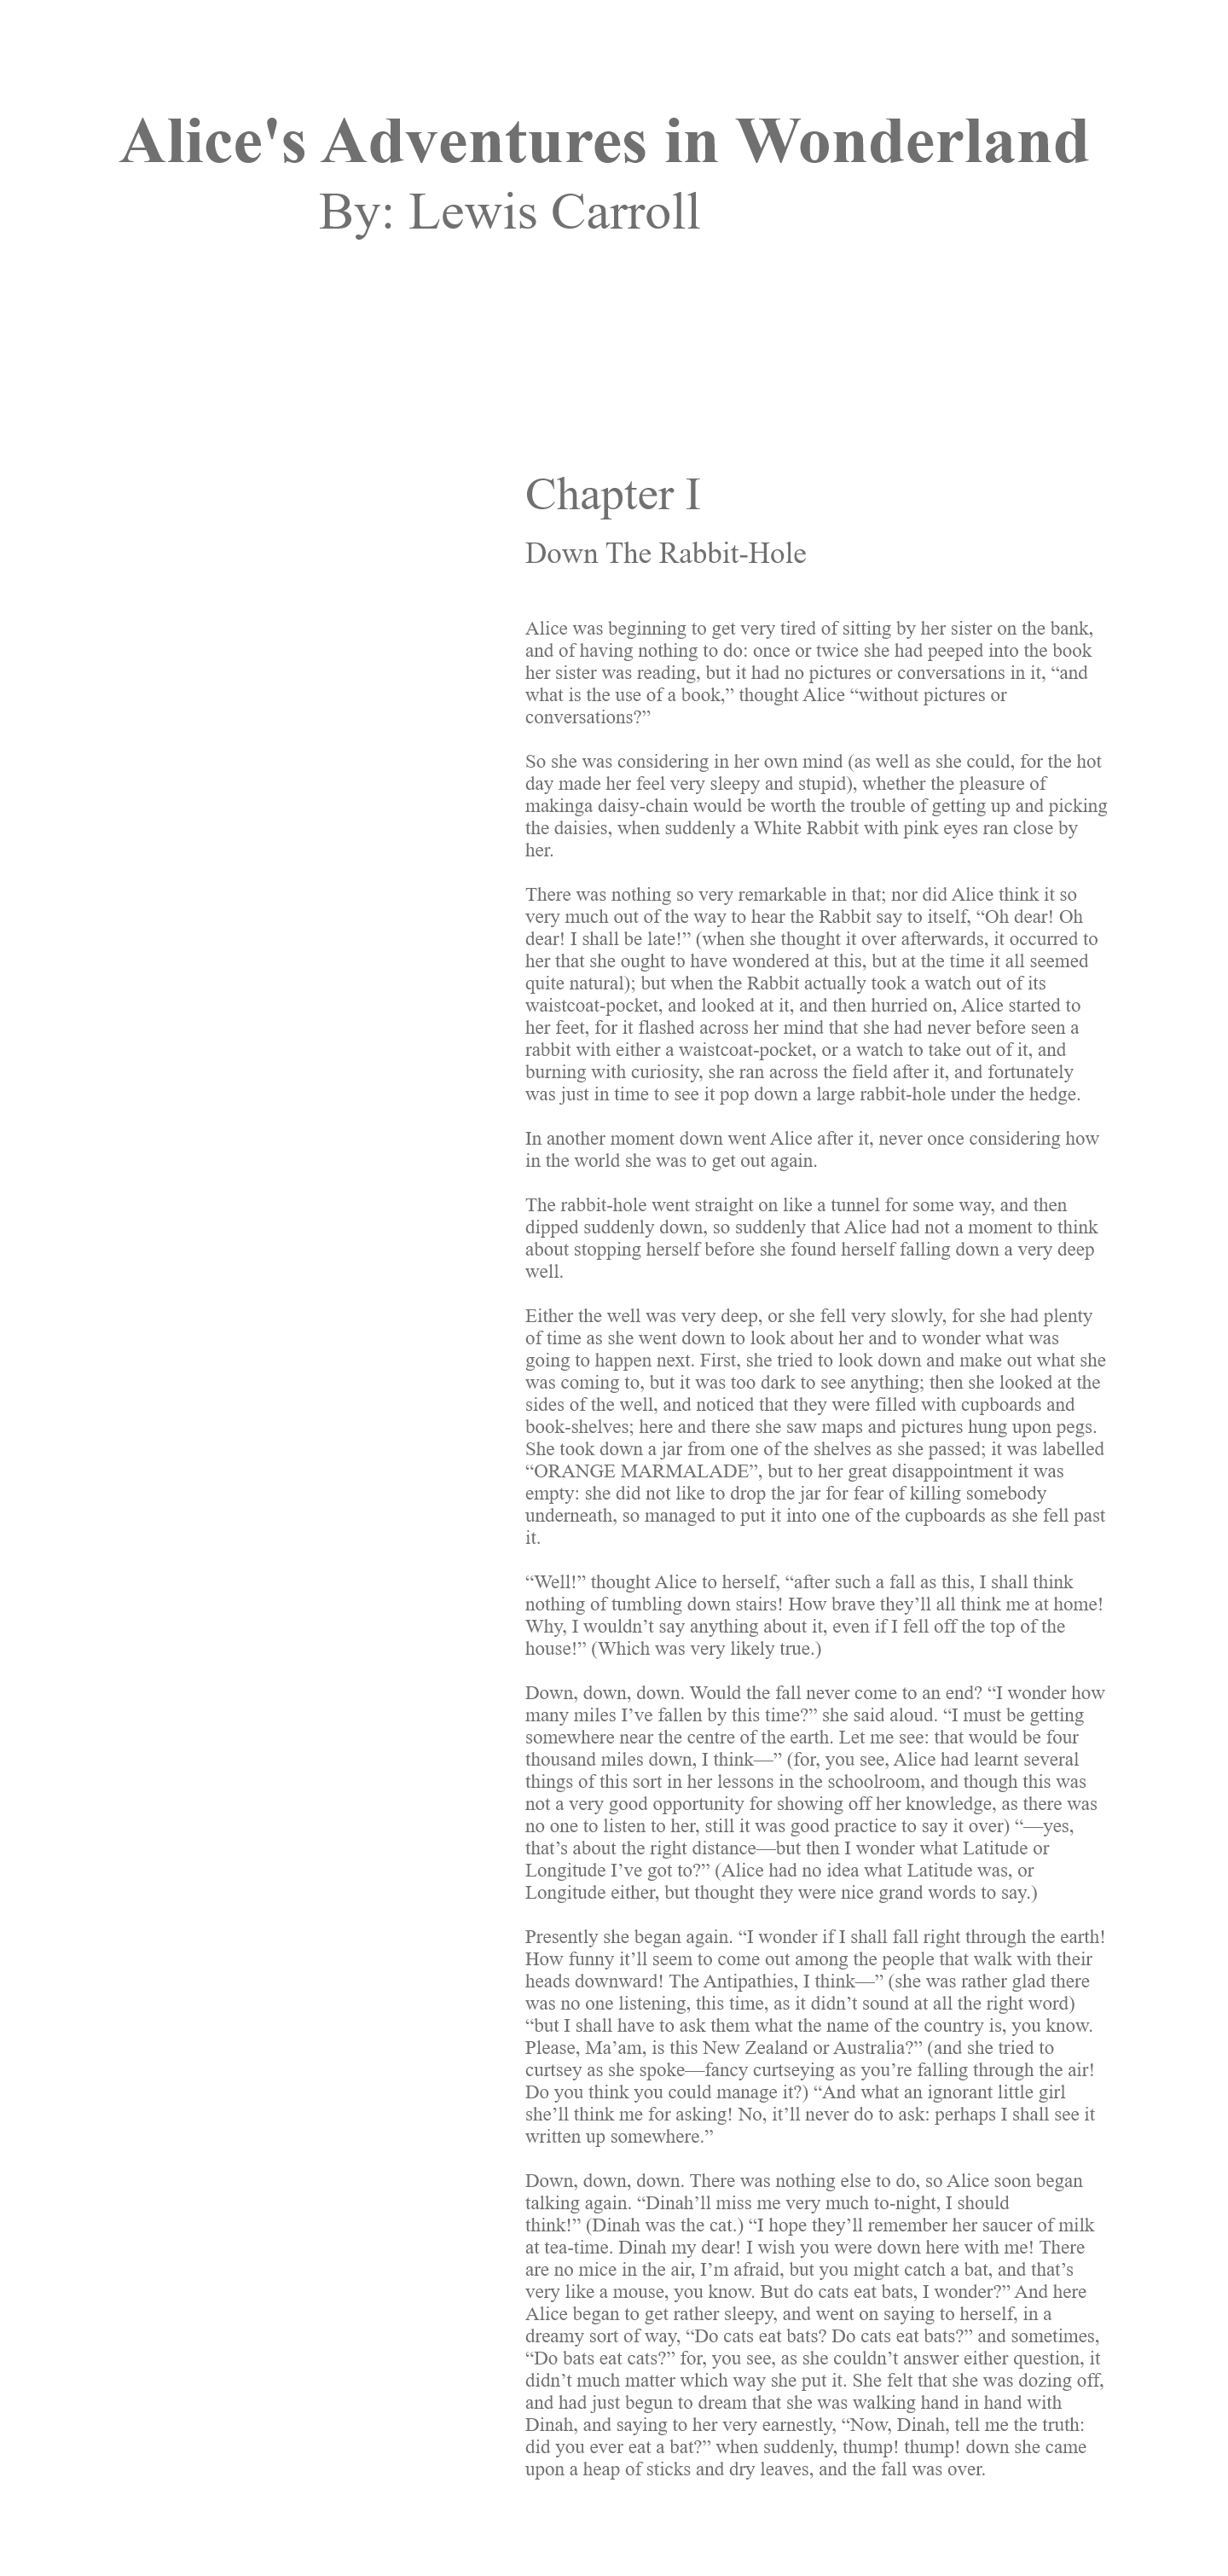 Alice's Adventures in Wonderland
By: Lewis Carroll
Chapter I
Down The Rabbit-Hole
Alice was beginning to get very tired of sitting by her sister on the bank,
and of having nothing to do: once or twice she had peeped into the book
her sister was reading, but it had no pictures or conversations in it, “and
what is the use of a book,” thought Alice “without pictures or
conversations?”
So she was considering in her own mind (as well as she could, for the hot
day made her feel very sleepy and stupid), whether the pleasure of
makinga daisy-chain would be worth the trouble of getting up and picking
the daisies, when suddenly a White Rabbit with pink eyes ran close by
her.
There was nothing so very remarkable in that; nor did Alice think it so
very much out of the way to hear the Rabbit say to itself, “Oh dear! Oh
dear! I shall be late!” (when she thought it over afterwards, it occurred to
her that she ought to have wondered at this, but at the time it all seemed
quite natural); but when the Rabbit actually took a watch out of its
waistcoat-pocket, and looked at it, and then hurried on, Alice started to
her feet, for it flashed across her mind that she had never before seen a
rabbit with either a waistcoat-pocket, or a watch to take out of it, and
burning with curiosity, she ran across the field after it, and fortunately
was just in time to see it pop down a large rabbit-hole under the hedge.
In another moment down went Alice after it, never once considering how
in the world she was to get out again.
The rabbit-hole went straight on like a tunnel for some way, and then
dipped suddenly down, so suddenly that Alice had not a moment to think
about stopping herself before she found herself falling down a very deep
well.
Either the well was very deep, or she fell very slowly, for she had plenty
of time as she went down to look about her and to wonder what was
going to happen next. First, she tried to look down and make out what she
was coming to, but it was too dark to see anything; then she looked at the
sides of the well, and noticed that they were filled with cupboards and
book-shelves; here and there she saw maps and pictures hung upon pegs.
She took down a jar from one of the shelves as she passed; it was labelled
“ORANGE MARMALADE”, but to her great disappointment it was
empty: she did not like to drop the jar for fear of killing somebody
underneath, so managed to put it into one of the cupboards as she fell past
it.
“Well!” thought Alice to herself, “after such a fall as this, I shall think
nothing of tumbling down stairs! How brave they’ll all think me at home!
Why, I wouldn’t say anything about it, even if I fell off the top of the
house!” (Which was very likely true.)
Down, down, down. Would the fall never come to an end? “I wonder how
many miles I’ve fallen by this time?” she said aloud. “I must be getting
somewhere near the centre of the earth. Let me see: that would be four
thousand miles down, I think—” (for, you see, Alice had learnt several
things of this sort in her lessons in the schoolroom, and though this was
not a very good opportunity for showing off her knowledge, as there was
no one to listen to her, still it was good practice to say it over) “—yes,
that’s about the right distance—but then I wonder what Latitude or
Longitude I’ve got to?” (Alice had no idea what Latitude was, or
Longitude either, but thought they were nice grand words to say.)
Presently she began again. “I wonder if I shall fall right through the earth!
How funny it’ll seem to come out among the people that walk with their
heads downward! The Antipathies, I think—” (she was rather glad there
was no one listening, this time, as it didn’t sound at all the right word)
“but I shall have to ask them what the name of the country is, you know.
Please, Ma’am, is this New Zealand or Australia?” (and she tried to
curtsey as she spoke—fancy curtseying as you’re falling through the air!
Do you think you could manage it?) “And what an ignorant little girl
she’ll think me for asking! No, it’ll never do to ask: perhaps I shall see it
written up somewhere.”
Down, down, down. There was nothing else to do, so Alice soon began
talking again. “Dinah’ll miss me very much to-night, I should
think!” (Dinah was the cat.) “I hope they’ll remember her saucer of milk
at tea-time. Dinah my dear! I wish you were down here with me! There
are no mice in the air, I’m afraid, but you might catch a bat, and that’s
very like a mouse, you know. But do cats eat bats, I wonder?” And here
Alice began to get rather sleepy, and went on saying to herself, in a
dreamy sort of way, “Do cats eat bats? Do cats eat bats?” and sometimes,
“Do bats eat cats?” for, you see, as she couldn’t answer either question, it
didn’t much matter which way she put it. She felt that she was dozing off,
and had just begun to dream that she was walking hand in hand with
Dinah, and saying to her very earnestly, “Now, Dinah, tell me the truth:
did you ever eat a bat?” when suddenly, thump! thump! down she came
upon a heap of sticks and dry leaves, and the fall was over.